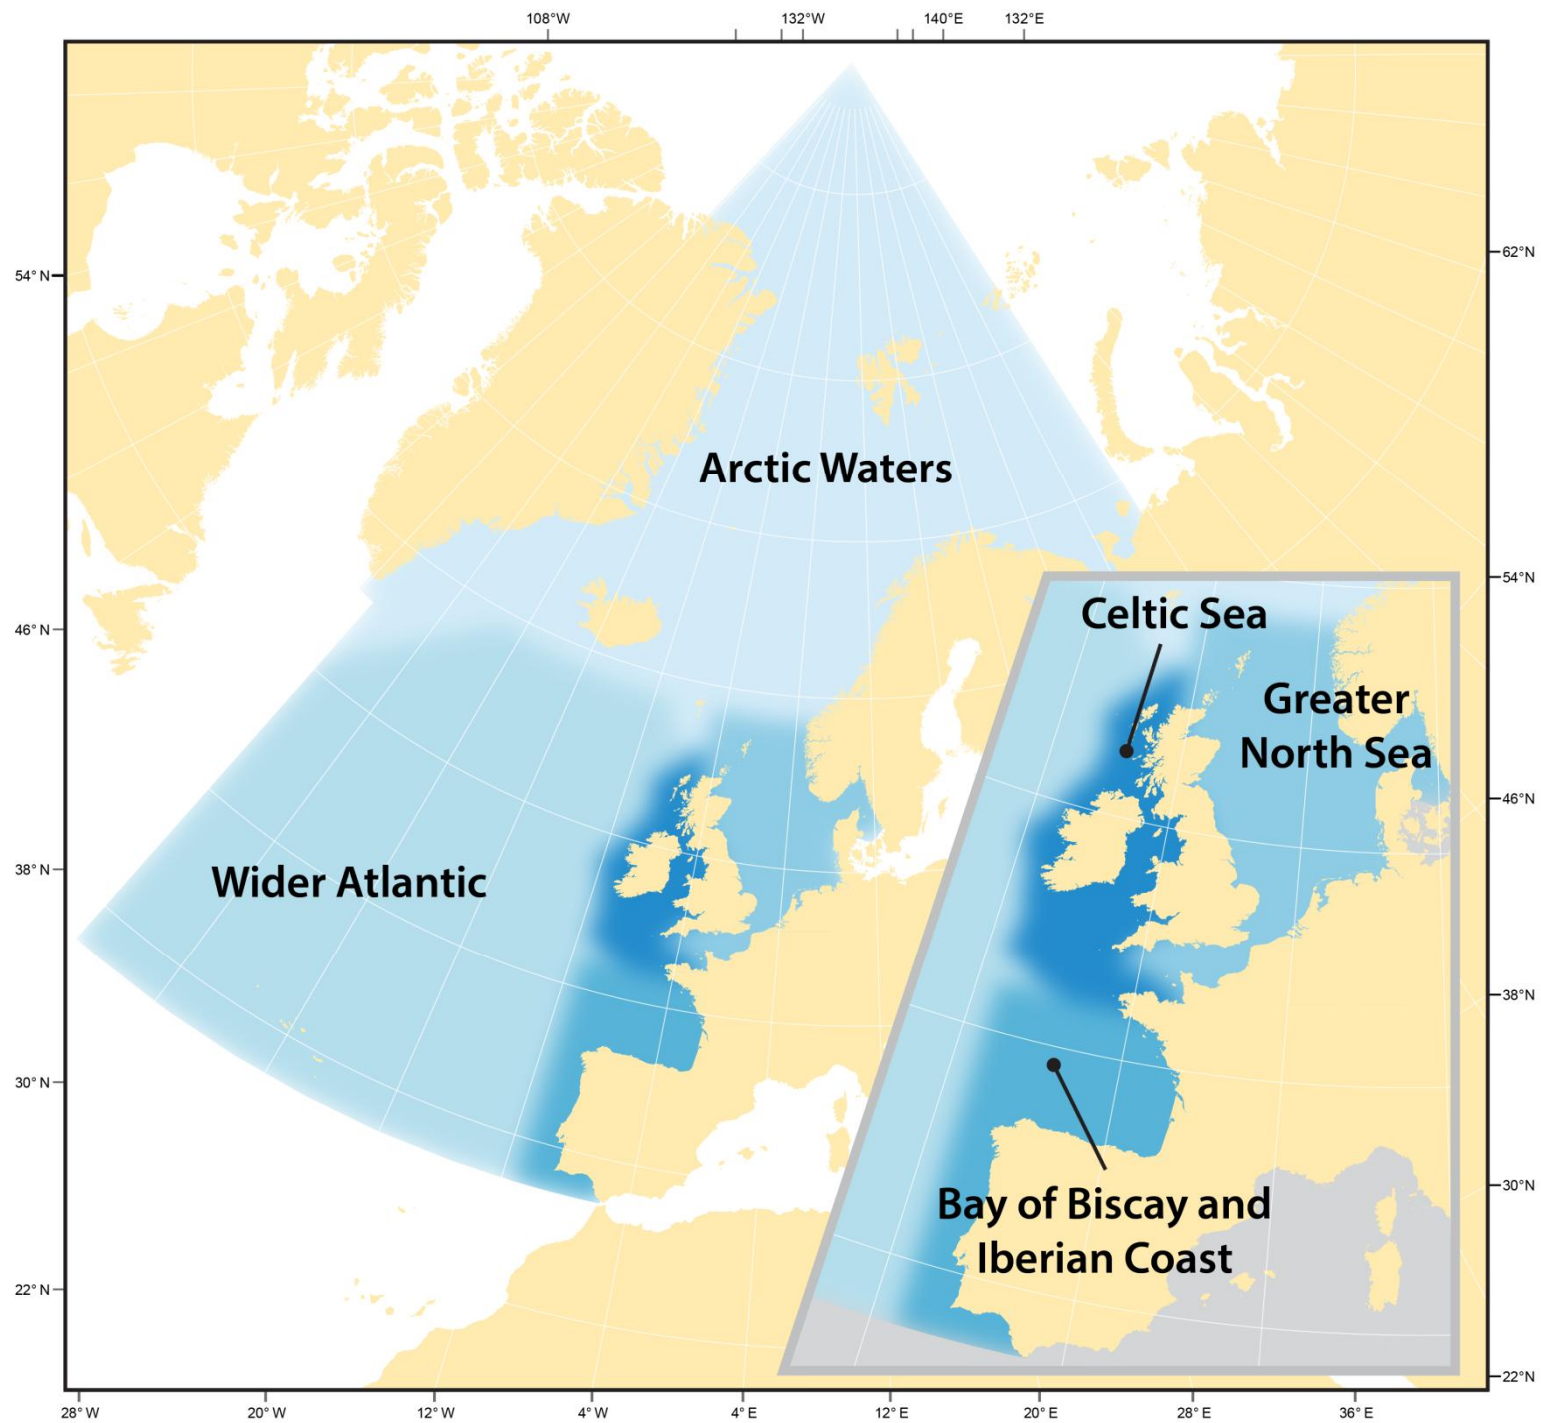 108°W
132°W
140°E
132°E
54° N
62°N
Arctic Waters
46° N
54°N
Celtic Sea
Greater
North Sea
46°N
38° N
Wider Atlantic
38°N
30° N
30°N
Bay of Biscay and
Iberian Coast
22° N
22°N
28° W
20° W
12° W
4° W
4° E
12° E
20° E
28° E
36° E